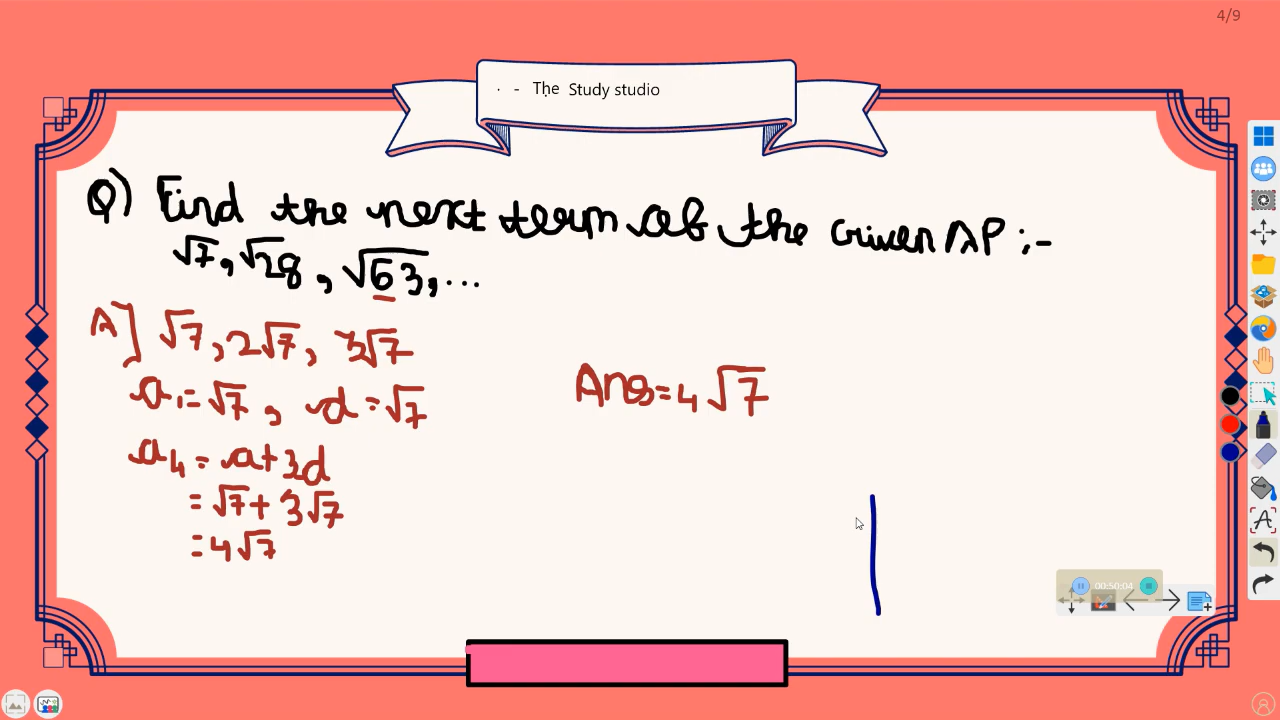 4/9
· - The Study studio
Q) Find the next term of the Given AP :-
√7, √28, √63, ...
A] √7, 2√7, 3√7
a₁ = √7, d = √7
a₄ = a+3d
= √7 + 3√7
= 4√7
Ans = 4√7
00:50:04